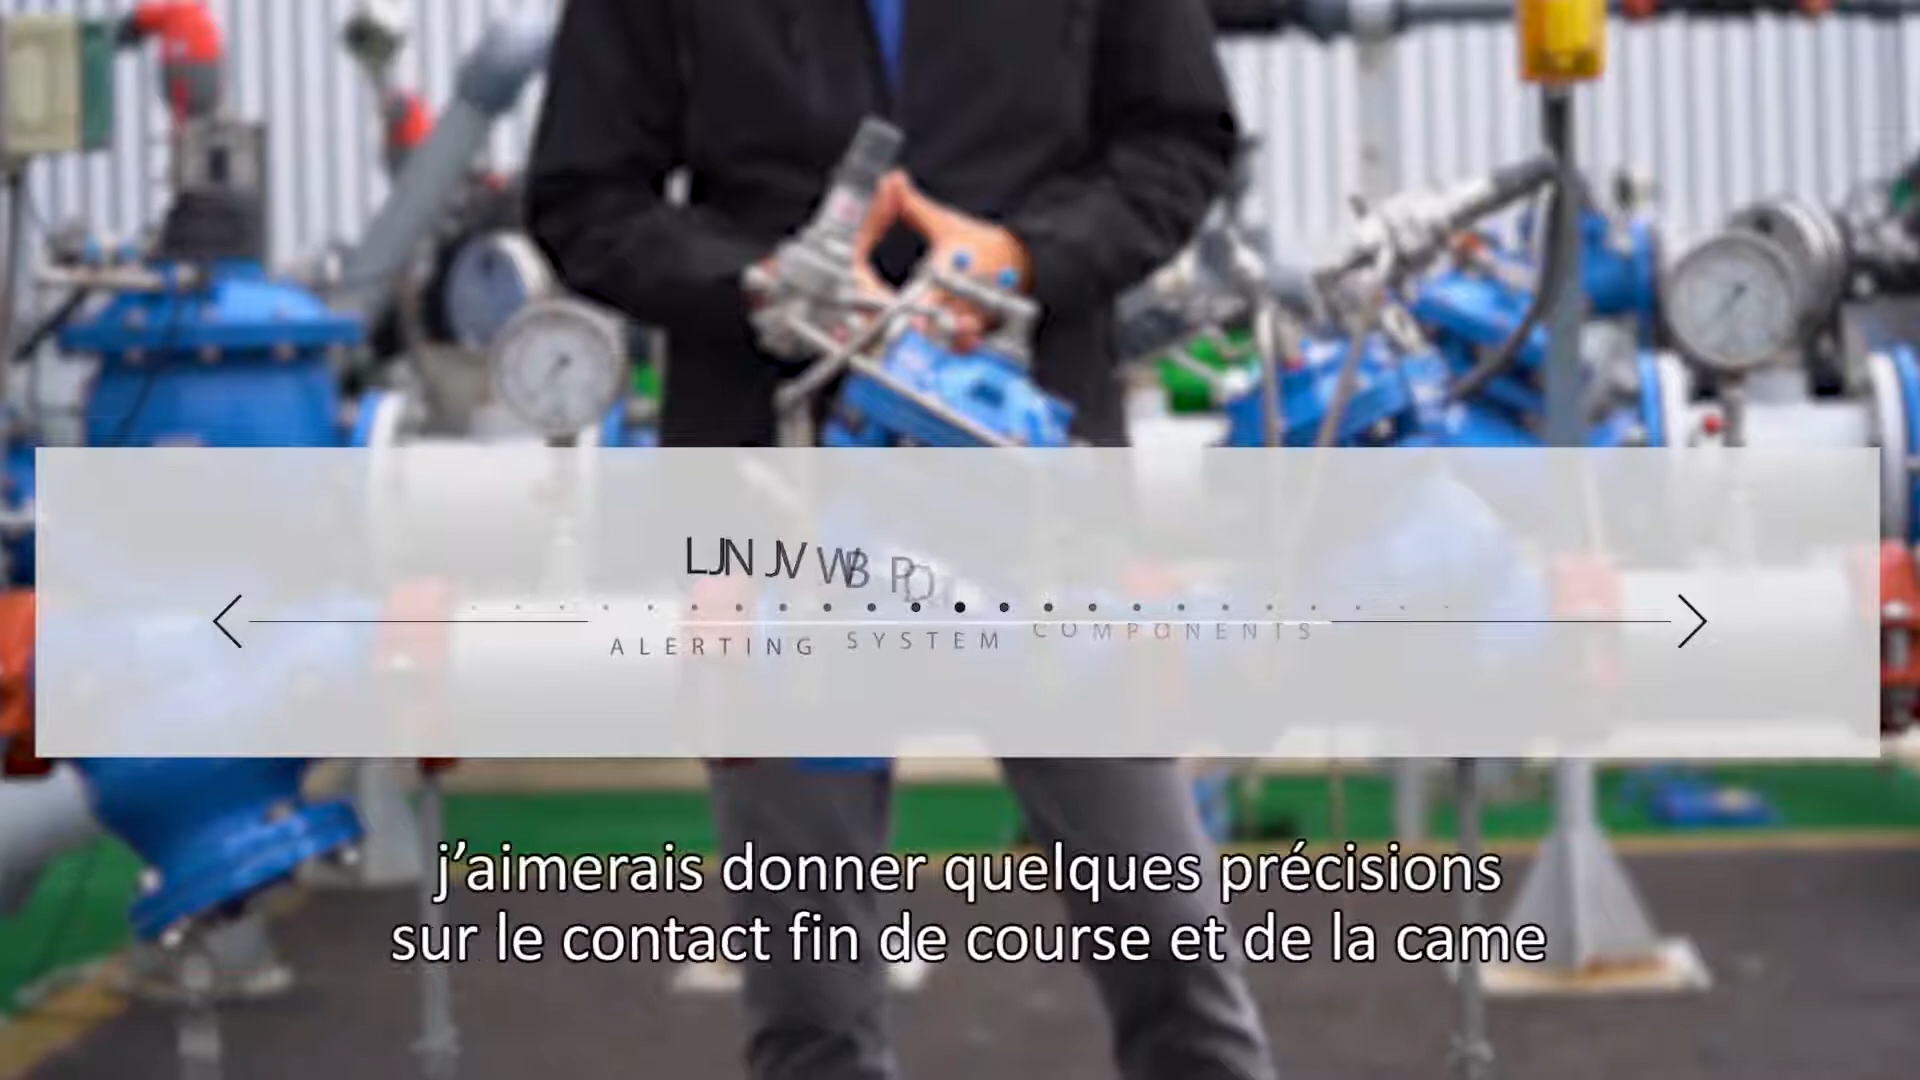 ALERTING SYSTEM COMPONENTS
j’aimerais donner quelques précisions
sur le contact fin de course et de la came